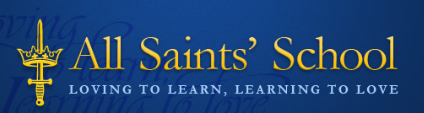 All Saints’ School
LOVING TO LEARN, LEARNING TO LOVE